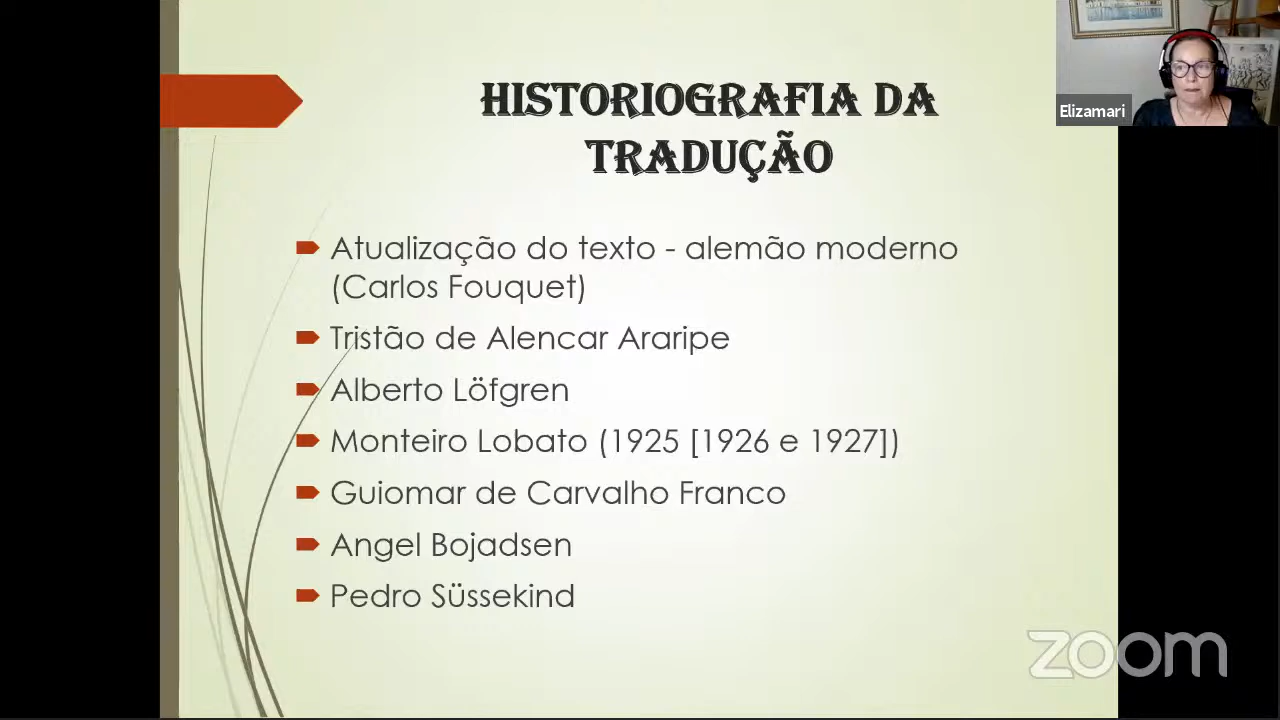 HISTORIOGRAFIA DA
TRADUÇÃO
Elizamari
Atualização do texto - alemão moderno
(Carlos Fouquet)
Tristão de Alencar Araripe
Alberto Löfgren
Monteiro Lobato (1925 [1926 e 1927])
Guiomar de Carvalho Franco
Angel Bojadsen
Pedro Süssekind
zoom